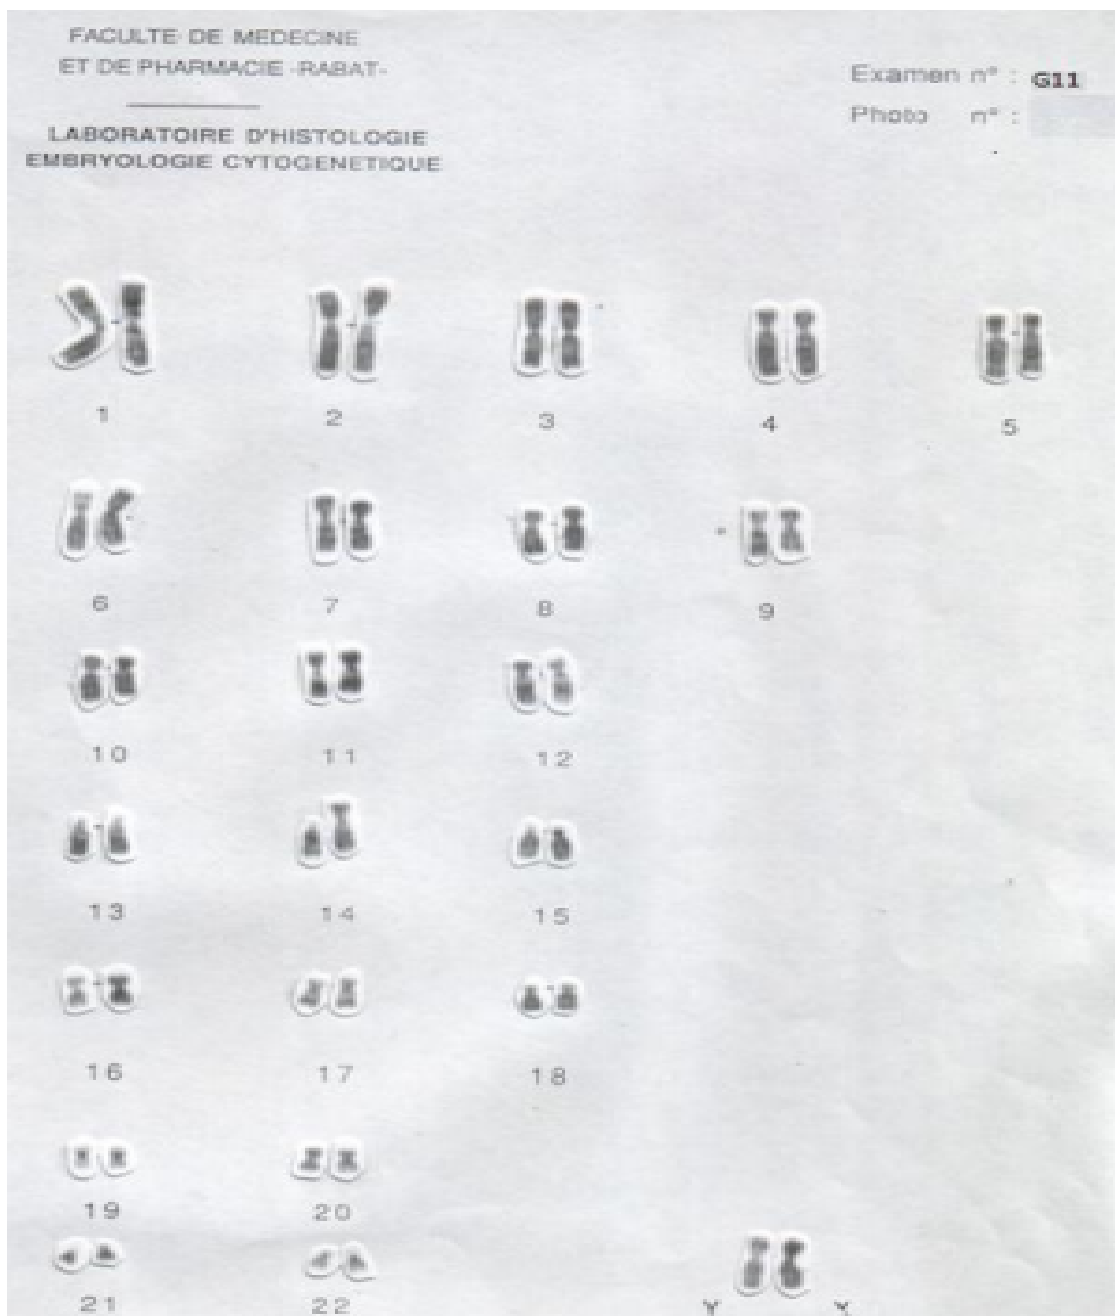 FACULTE DE MEDECINE
ET DE PHARMACIE -RABAT-
LABORATOIRE D'HISTOLOGIE
EMBRYOLOGIE CYTOGENETIQUE
Examen n° : G11
Photo n° :
1 2 3 4 5
6 7 8 9
10 11 12
13 14 15
16 17 18
19 20
21 22